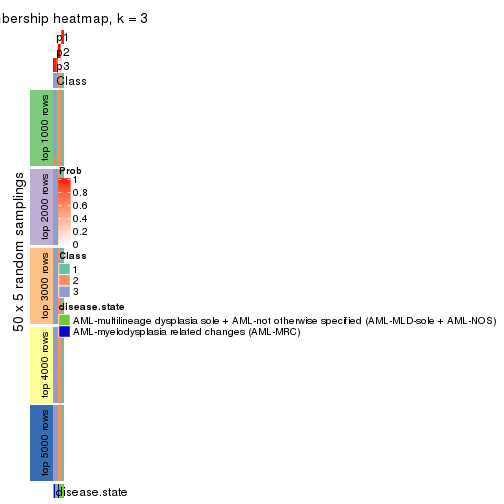 bership heatmap, k = 3
p1
p2
p3
Class
50 x 5 random samplings
top 1000 rows
top 2000 rows
top 3000 rows
top 4000 rows
top 5000 rows
Prob
1
0.8
0.6
0.4
0.2
0
Class
1
2
3
disease.state
AML-multilineage dysplasia sole + AML-not otherwise specified (AML-MLD-sole + AML-NOS)
AML-myelodysplasia related changes (AML-MRC)
disease.state